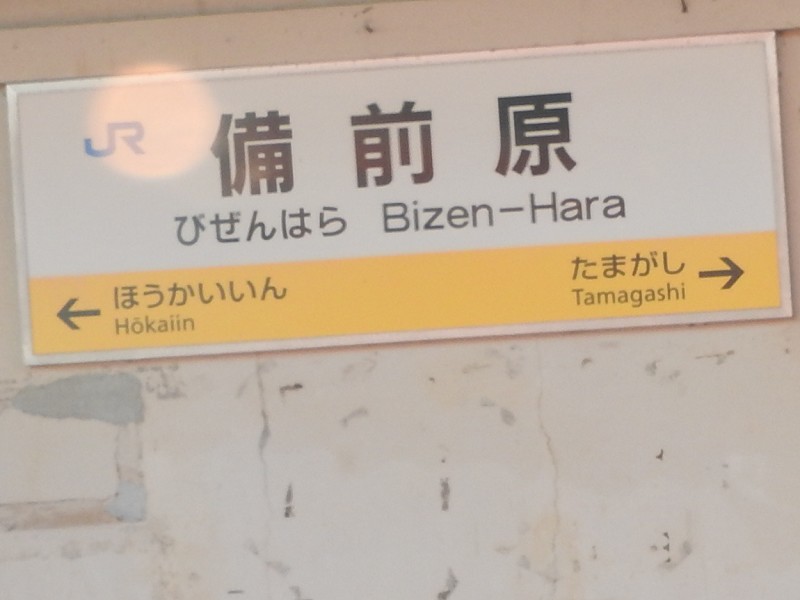 JR 備前原
びぜんはら Bizen−Hara
← ほうかいいん
Hōkaiin
たまがし →
Tamagashi